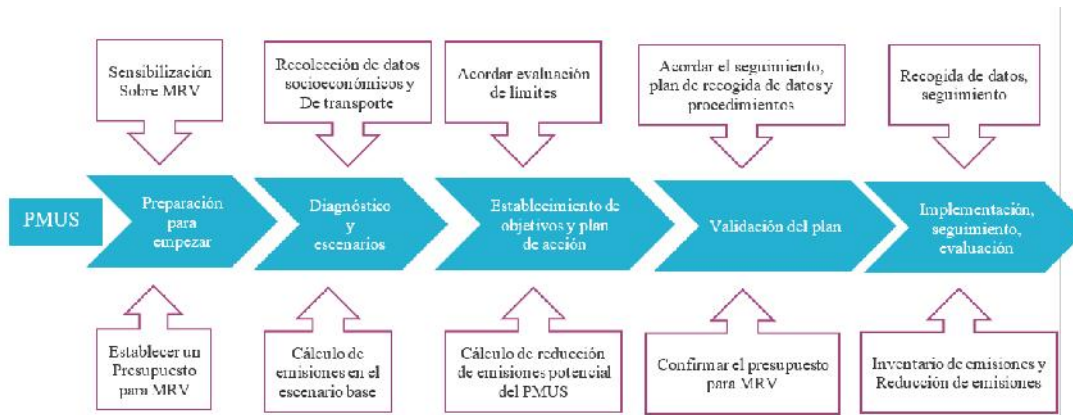 Sensibilización
Sobre MRV
Recolección de datos
socioeconómicos y
De transporte
Acordar evaluación
de límites
Acordar el seguimiento,
plan de recogida de datos y
procedimientos
Recogida de datos,
seguimiento
PMUS
Preparación
para
empezar
Diagnóstico
y
escenarios
Establecimiento de
objetivos y plan
de acción
Validación del plan
Implementación,
seguimiento,
evaluación
Establecer un
Presupuesto
para MRV
Cálculo de
emisiones en el
escenario base
Cálculo de reducción
de emisiones potencial
del PMUS
Confirmar el presupuesto
para MRV
Inventario de emisiones y
Reducción de emisiones